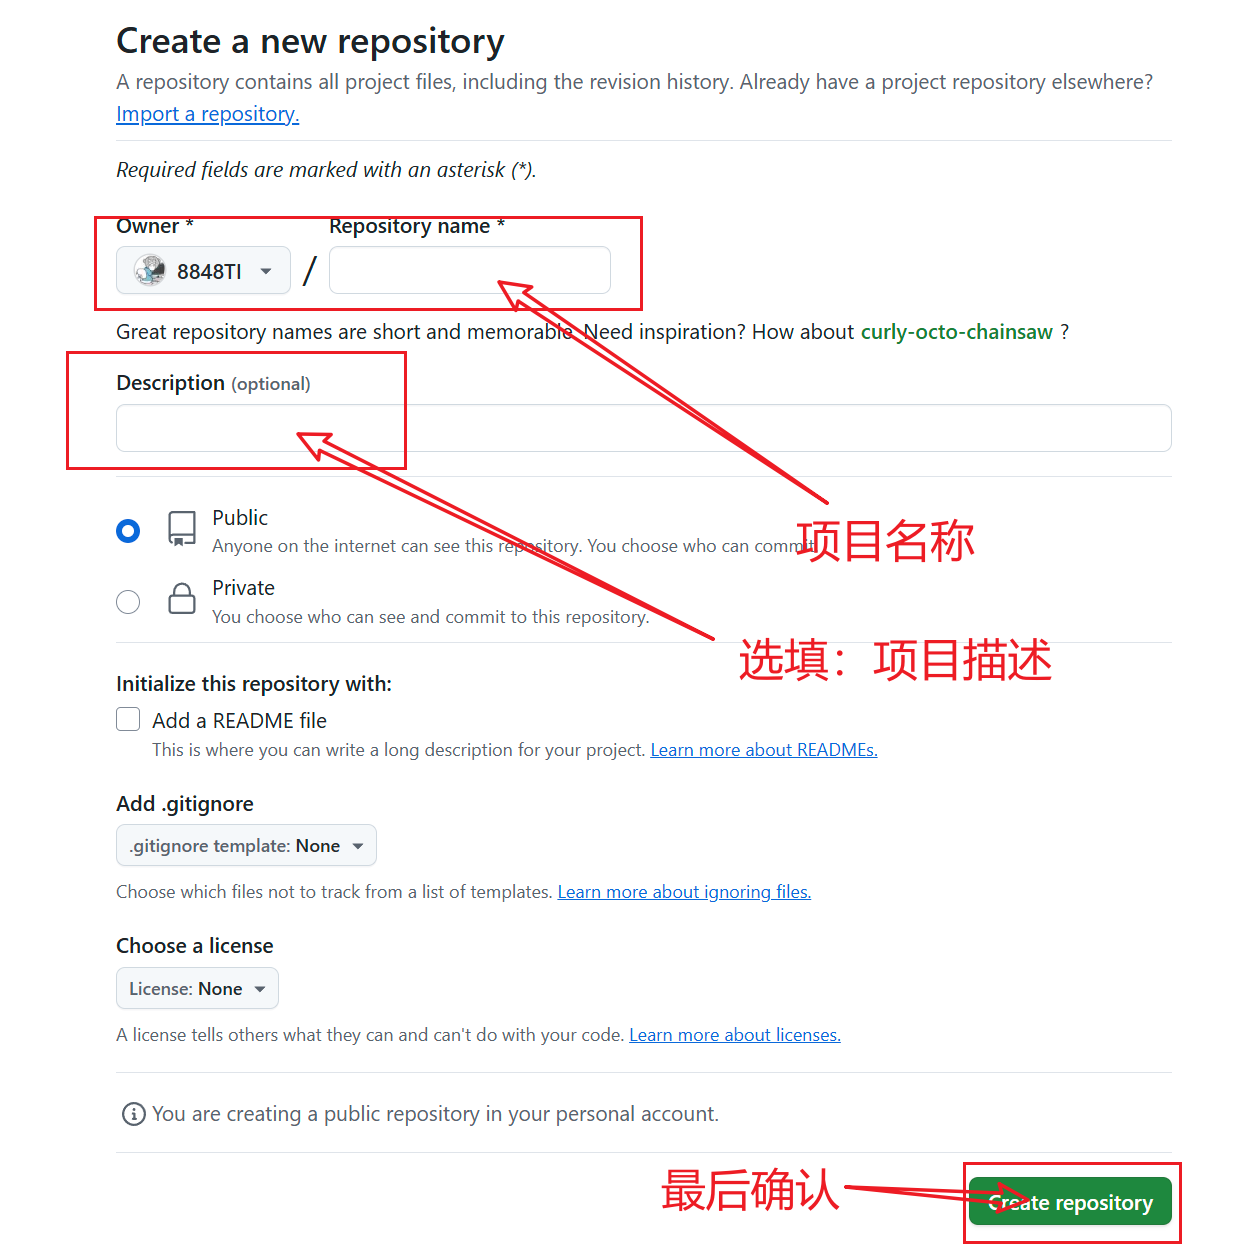 Create a new repository
A repository contains all project files, including the revision history. Already have a project repository elsewhere?
Import a repository.
Required fields are marked with an asterisk (*).
Owner * Repository name *
8848TI /
Great repository names are short and memorable. Need inspiration? How about curly-octo-chainsaw ?
Description (optional)
Public
Anyone on the internet can see this repository. You choose who can commit.
项目名称
Private
You choose who can see and commit to this repository.
选填：项目描述
Initialize this repository with:
Add a README file
This is where you can write a long description for your project. Learn more about READMEs.
Add .gitignore
.gitignore template: None
Choose which files not to track from a list of templates. Learn more about ignoring files.
Choose a license
License: None
A license tells others what they can and can't do with your code. Learn more about licenses.
You are creating a public repository in your personal account.
最后确认
Create repository